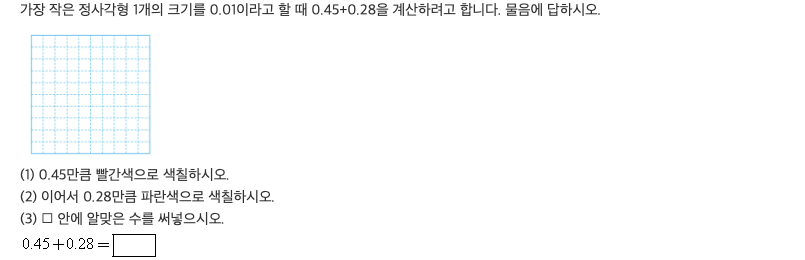 가장 작은 정사각형 1개의 크기를 0.01이라고 할 때 0.45+0.28을 계산하려고 합니다. 물음에 답하시오.
(1) 0.45만큼 빨간색으로 색칠하시오.
(2) 이어서 0.28만큼 파란색으로 색칠하시오.
(3) □ 안에 알맞은 수를 써넣으시오.
0.45+0.28=